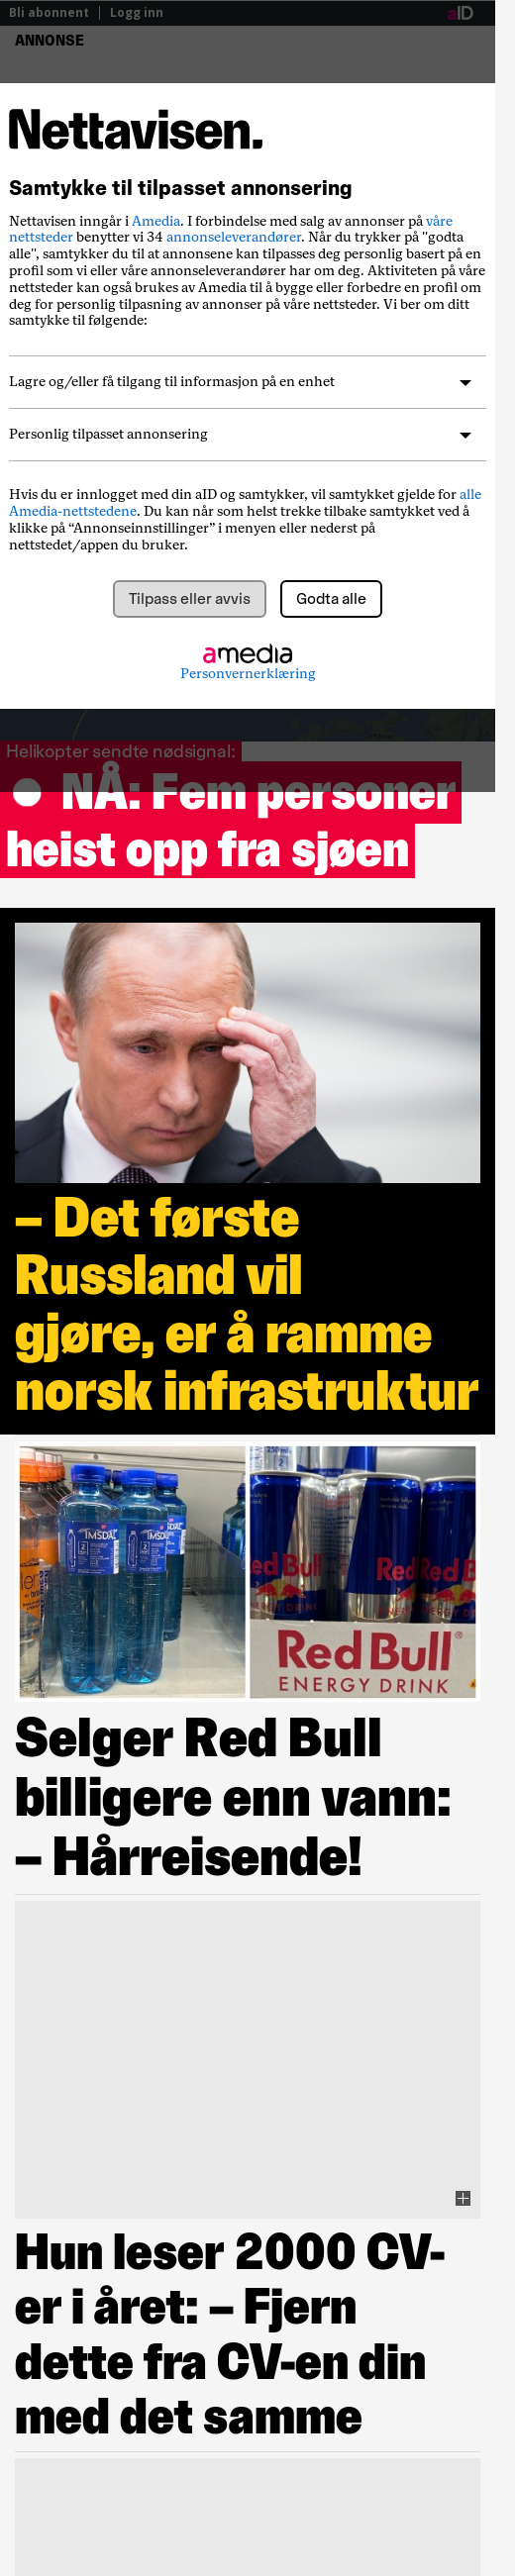 Bli abonnent
Logg inn
aID
ANNONSE
Nettavisen.
Samtykke til tilpasset annonsering
Nettavisen inngår i Amedia. I forbindelse med salg av annonser på våre
nettsteder benytter vi 34 annonseleverandører. Når du trykker på "godta
alle", samtykker du til at annonsene kan tilpasses deg personlig basert på en
profil som vi eller våre annonseleverandører har om deg. Aktiviteten på våre
nettsteder kan også brukes av Amedia til å bygge eller forbedre en profil om
deg for personlig tilpasning av annonser på våre nettsteder. Vi ber om ditt
samtykke til følgende:
Lagre og/eller få tilgang til informasjon på en enhet
Personlig tilpasset annonsering
Hvis du er innlogget med din aID og samtykker, vil samtykket gjelde for alle
Amedia-nettstedene. Du kan når som helst trekke tilbake samtykket ved å
klikke på “Annonseinnstillinger” i menyen eller nederst på
nettstedet/appen du bruker.
Tilpass eller avvis
Godta alle
amedia
Personvernerklæring
Helikopter sendte nødsignal:
NÅ: Fem personer
heist opp fra sjøen
– Det første
Russland vil
gjøre, er å ramme
norsk infrastruktur
IMSDAL
Red Bull
ENERGY DRINK
Selger Red Bull
billigere enn vann:
– Hårreisende!
Hun leser 2000 CV-
er i året: – Fjern
dette fra CV-en din
med det samme